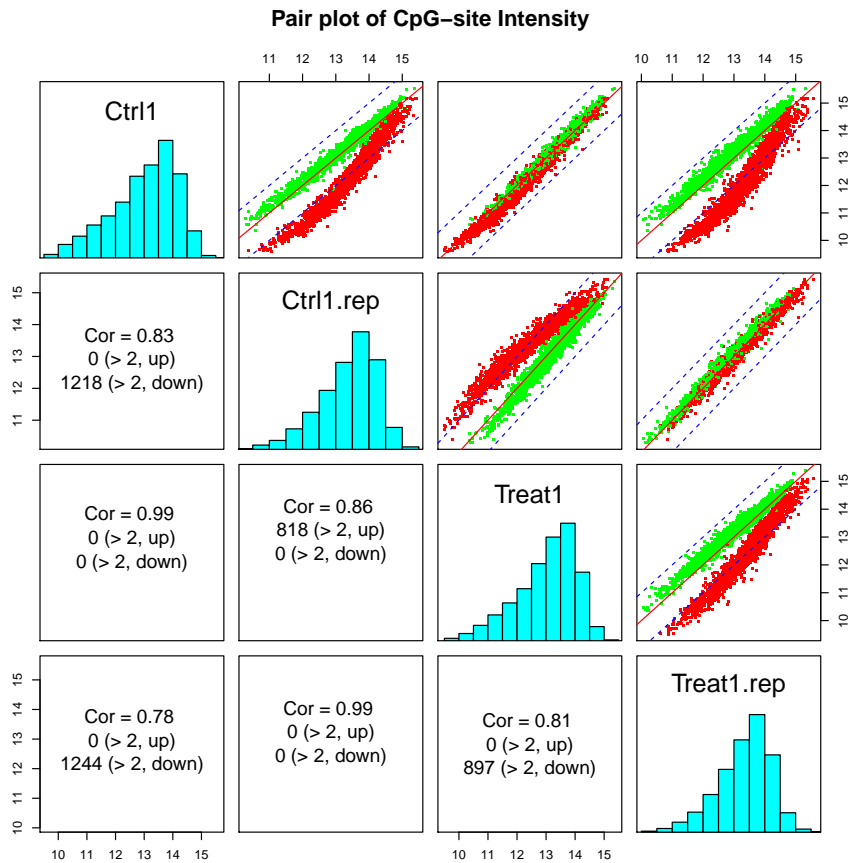 Pair plot of CpG−site Intensity
11 12 13 14 15
10 11 12 13 14 15
Ctrl1
10 11 12 13 14 15
11 12 13 14 15
Cor = 0.83
0 (> 2, up)
1218 (> 2, down)
Ctrl1.rep
Cor = 0.99
0 (> 2, up)
0 (> 2, down)
Cor = 0.86
818 (> 2, up)
0 (> 2, down)
Treat1
10 11 12 13 14 15
10 11 12 13 14 15
Cor = 0.78
0 (> 2, up)
1244 (> 2, down)
Cor = 0.99
0 (> 2, up)
0 (> 2, down)
Cor = 0.81
0 (> 2, up)
897 (> 2, down)
Treat1.rep
10 11 12 13 14 15
10 11 12 13 14 15